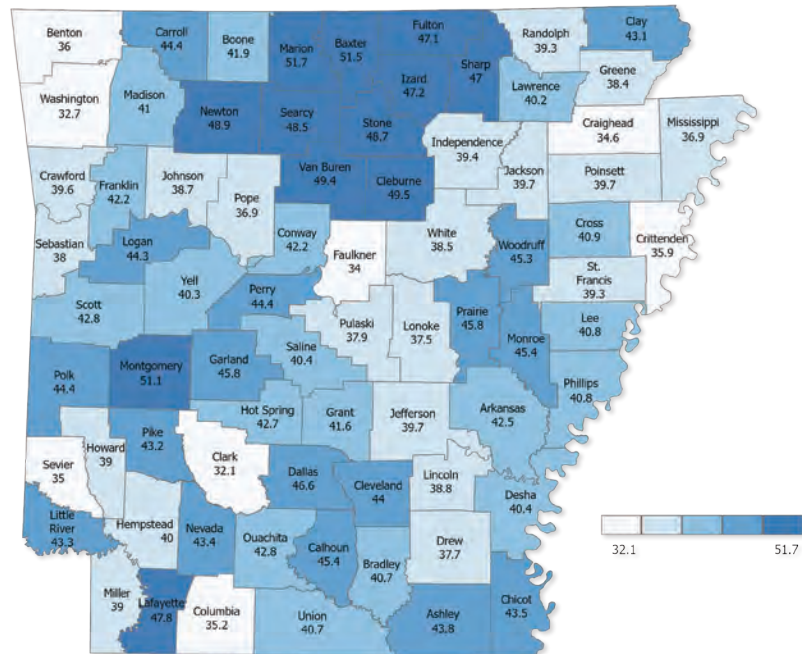 Benton
36
Carroll
44.4
Boone
41.9
Marion
51.7
Baxter
51.5
Fulton
47.1
Randolph
39.3
Clay
43.1
Washington
32.7
Madison
41
Newton
48.9
Searcy
48.5
Stone
48.7
Izard
47.2
Sharp
47
Lawrence
40.2
Greene
38.4
Craighead
34.6
Mississippi
36.9
Crawford
39.6
Franklin
42.2
Johnson
38.7
Pope
36.9
Van Buren
49.4
Cleburne
49.5
Independence
39.4
Jackson
39.7
Poinsett
39.7
Sebastian
38
Logan
44.3
Conway
42.2
Faulkner
34
White
38.5
Woodruff
45.3
Cross
40.9
Crittenden
35.9
Scott
42.8
Yell
40.3
Perry
44.4
Pulaski
37.9
Lonoke
37.5
Prairie
45.8
Monroe
45.4
St.
Francis
39.3
Lee
40.8
Polk
44.4
Montgomery
51.1
Garland
45.8
Saline
40.4
Hot Spring
42.7
Grant
41.6
Jefferson
39.7
Arkansas
42.5
Phillips
40.8
Sevier
35
Howard
39
Pike
43.2
Clark
32.1
Dallas
46.6
Cleveland
44
Lincoln
38.8
Desha
40.4
Little
River
43.3
Hempstead
40
Nevada
43.4
Ouachita
42.8
Calhoun
45.4
Bradley
40.7
Drew
37.7
Miller
39
Lafayette
47.8
Columbia
35.2
Union
40.7
Ashley
43.8
Chicot
43.5
32.1
51.7